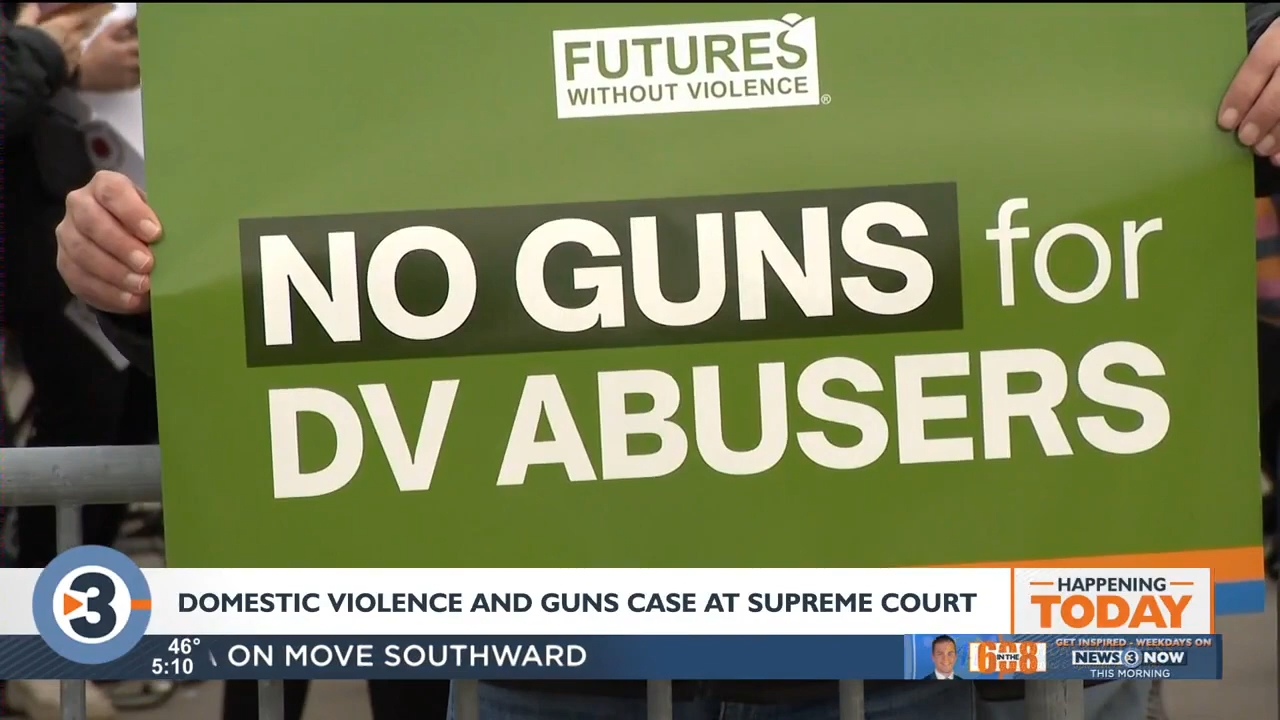 FUTURES
WITHOUT VIOLENCE®
NO GUNS for
DV ABUSERS
3
DOMESTIC VIOLENCE AND GUNS CASE AT SUPREME COURT
HAPPENING
TODAY
46°
5:10
ON MOVE SOUTHWARD
6 IN THE 608
GET INSPIRED - WEEKDAYS ON
NEWS 3 NOW
THIS MORNING